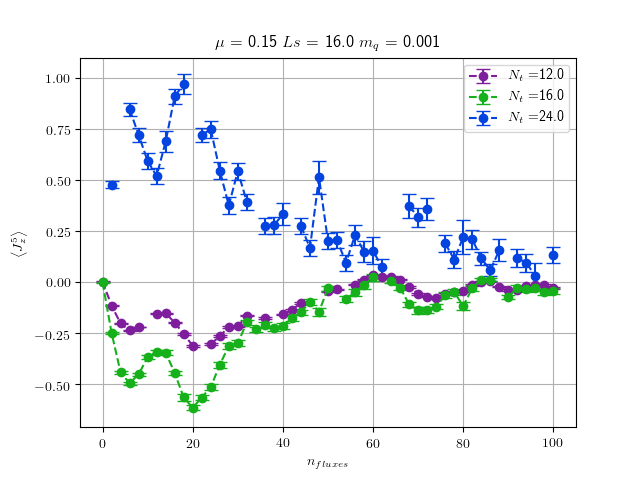 μ = 0.15 Ls = 16.0 m_q = 0.001
N_t =12.0
N_t =16.0
N_t =24.0
1.00
0.75
0.50
0.25
0.00
−0.25
−0.50
⟨J_z^5⟩
0 20 40 60 80 100
n_{fluxes}